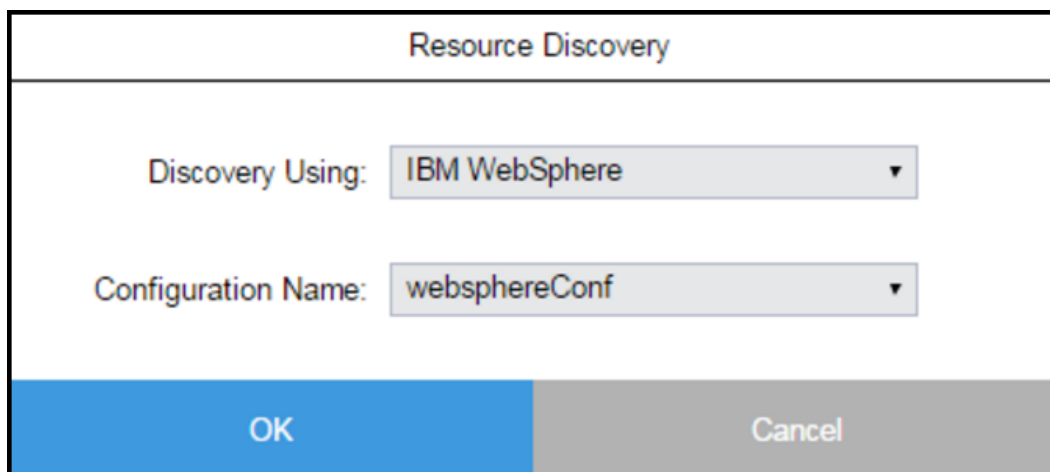 Resource Discovery
Discovery Using: IBM WebSphere
Configuration Name: websphereConf
OK Cancel